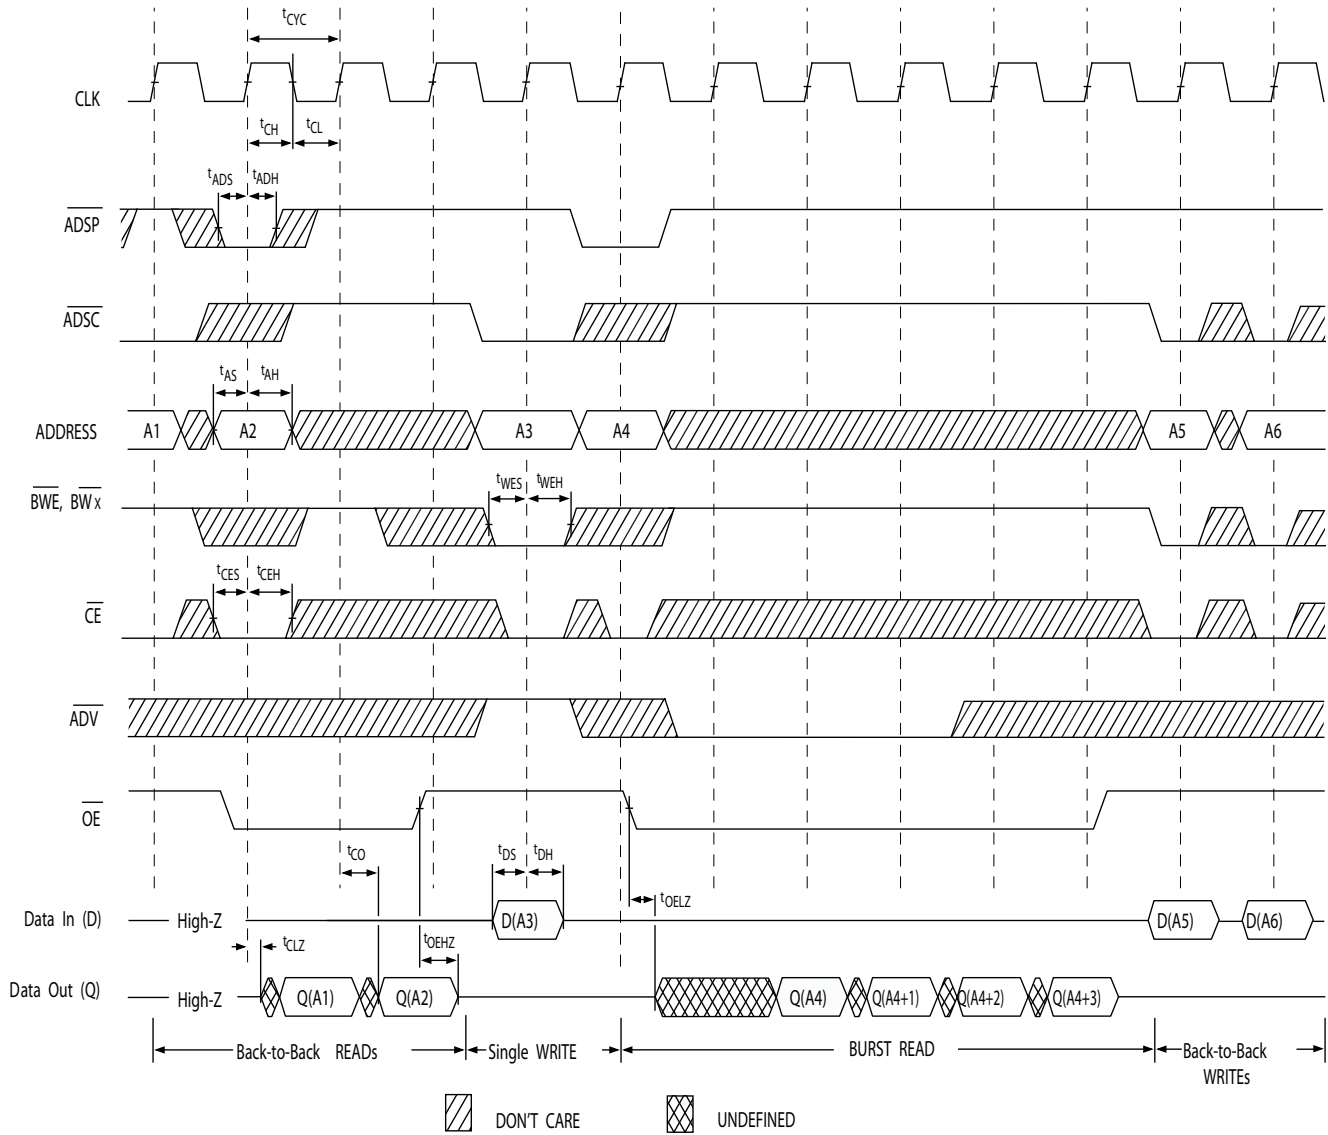 tCYC
CLK
tCH tCL
tADS tADH
ADSP
ADSC
tAS tAH
ADDRESS A1 A2 A3 A4 A5 A6
BWE, BWx tWES tWEH
tCES tCEH
CE
ADV
OE
tCO tDS tDH
tOELZ
Data In (D) High-Z D(A3) D(A5) D(A6)
tCLZ tOEHZ
Data Out (Q) High-Z Q(A1) Q(A2) Q(A4) Q(A4+1) Q(A4+2) Q(A4+3)
Back-to-Back READs Single WRITE BURST READ Back-to-Back
WRITEs
DON'T CARE UNDEFINED